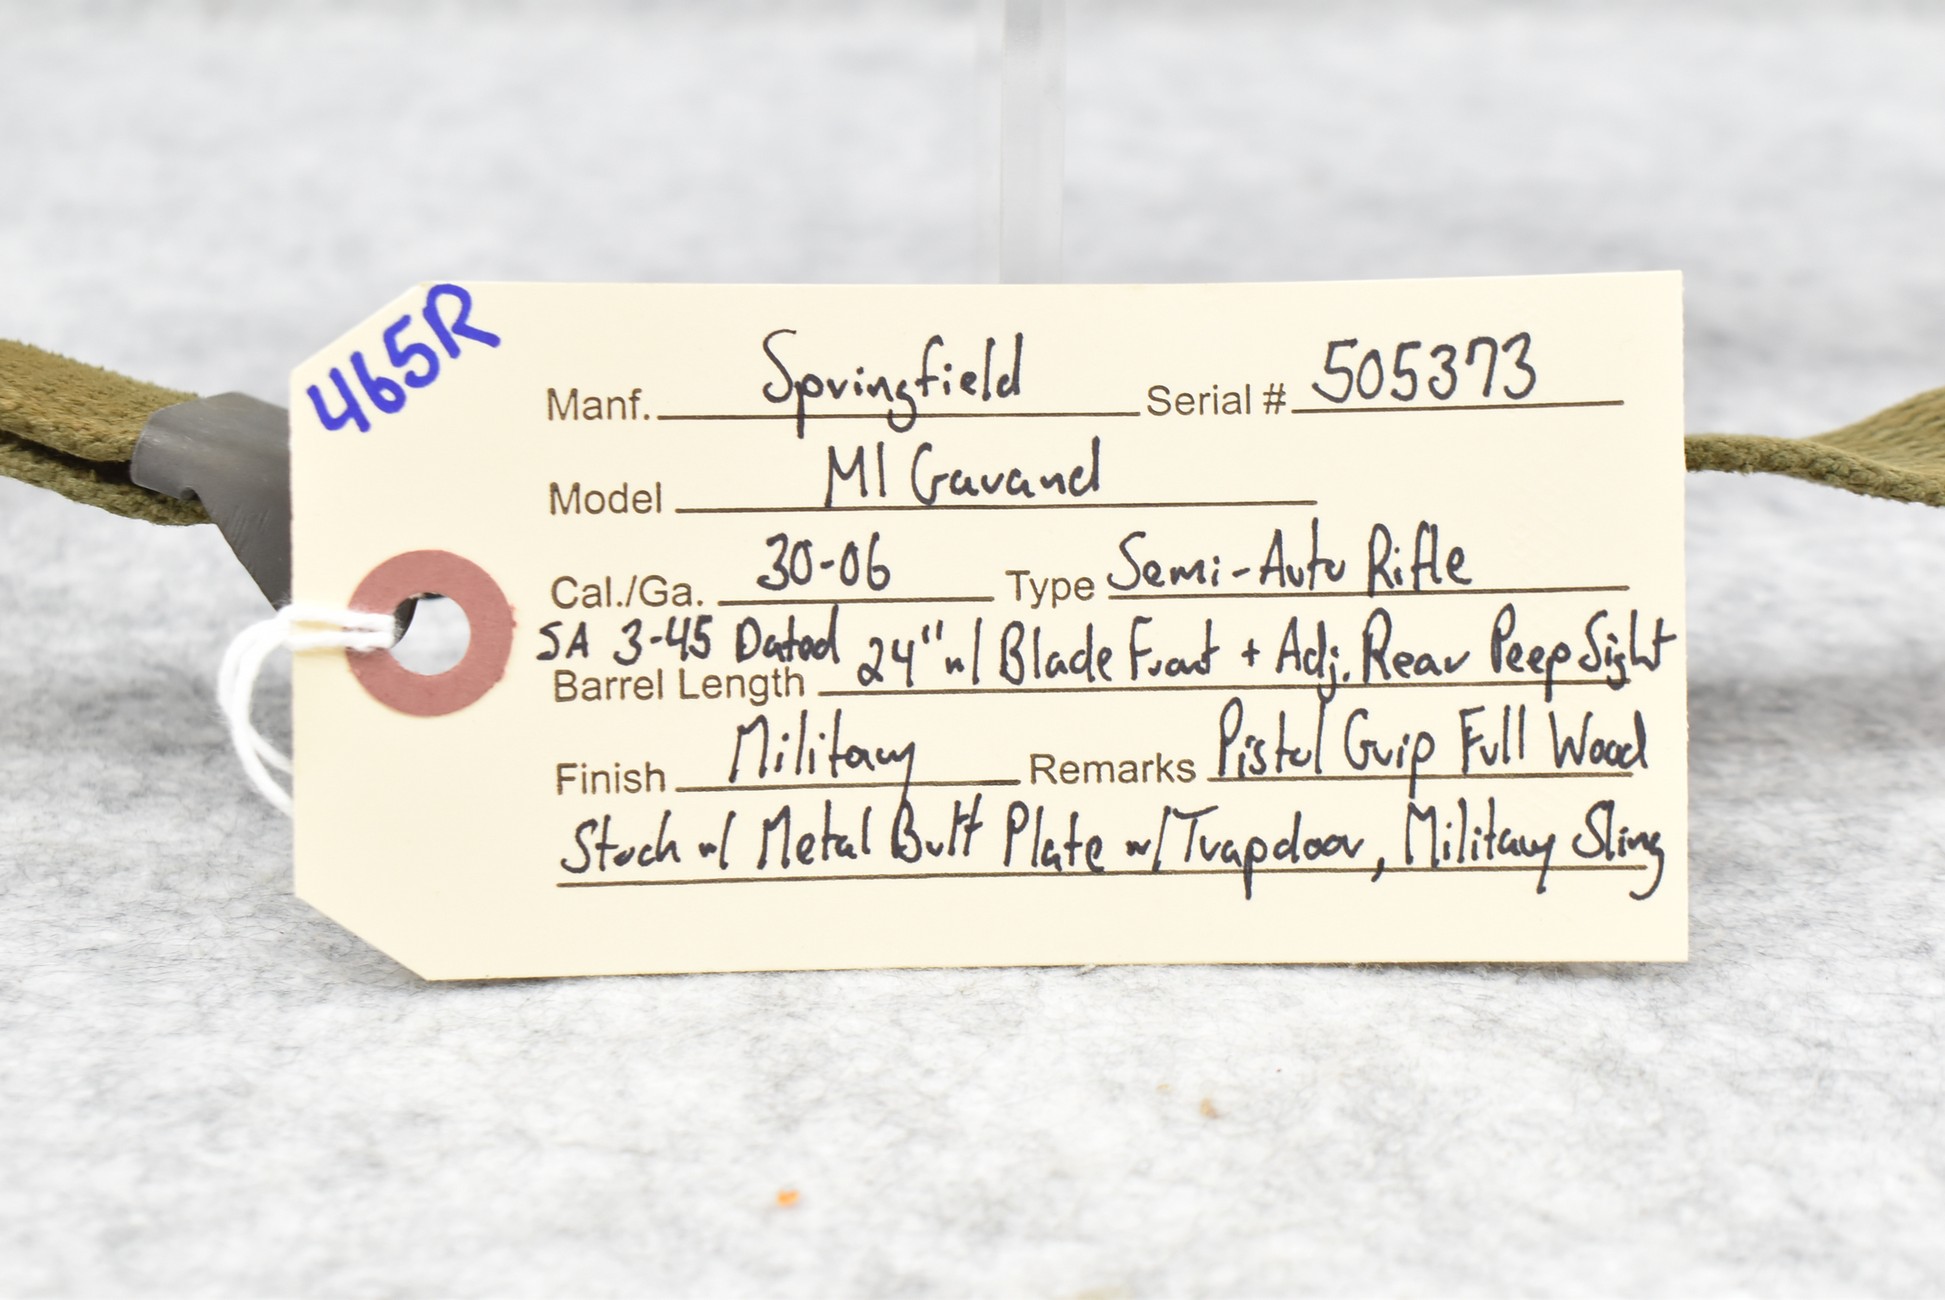 465R
Manf. Springfield Serial # 505373
Model M1 Garand
Cal./Ga. 30-06 Type Semi-Auto Rifle
SA 3-45 Dated
Barrel Length 24" w/ Blade Front + Adj. Rear Peep Sight
Finish Military Remarks Pistol Grip Full Wood
Stock w/ Metal Butt Plate w/ Trapdoor, Military Sling